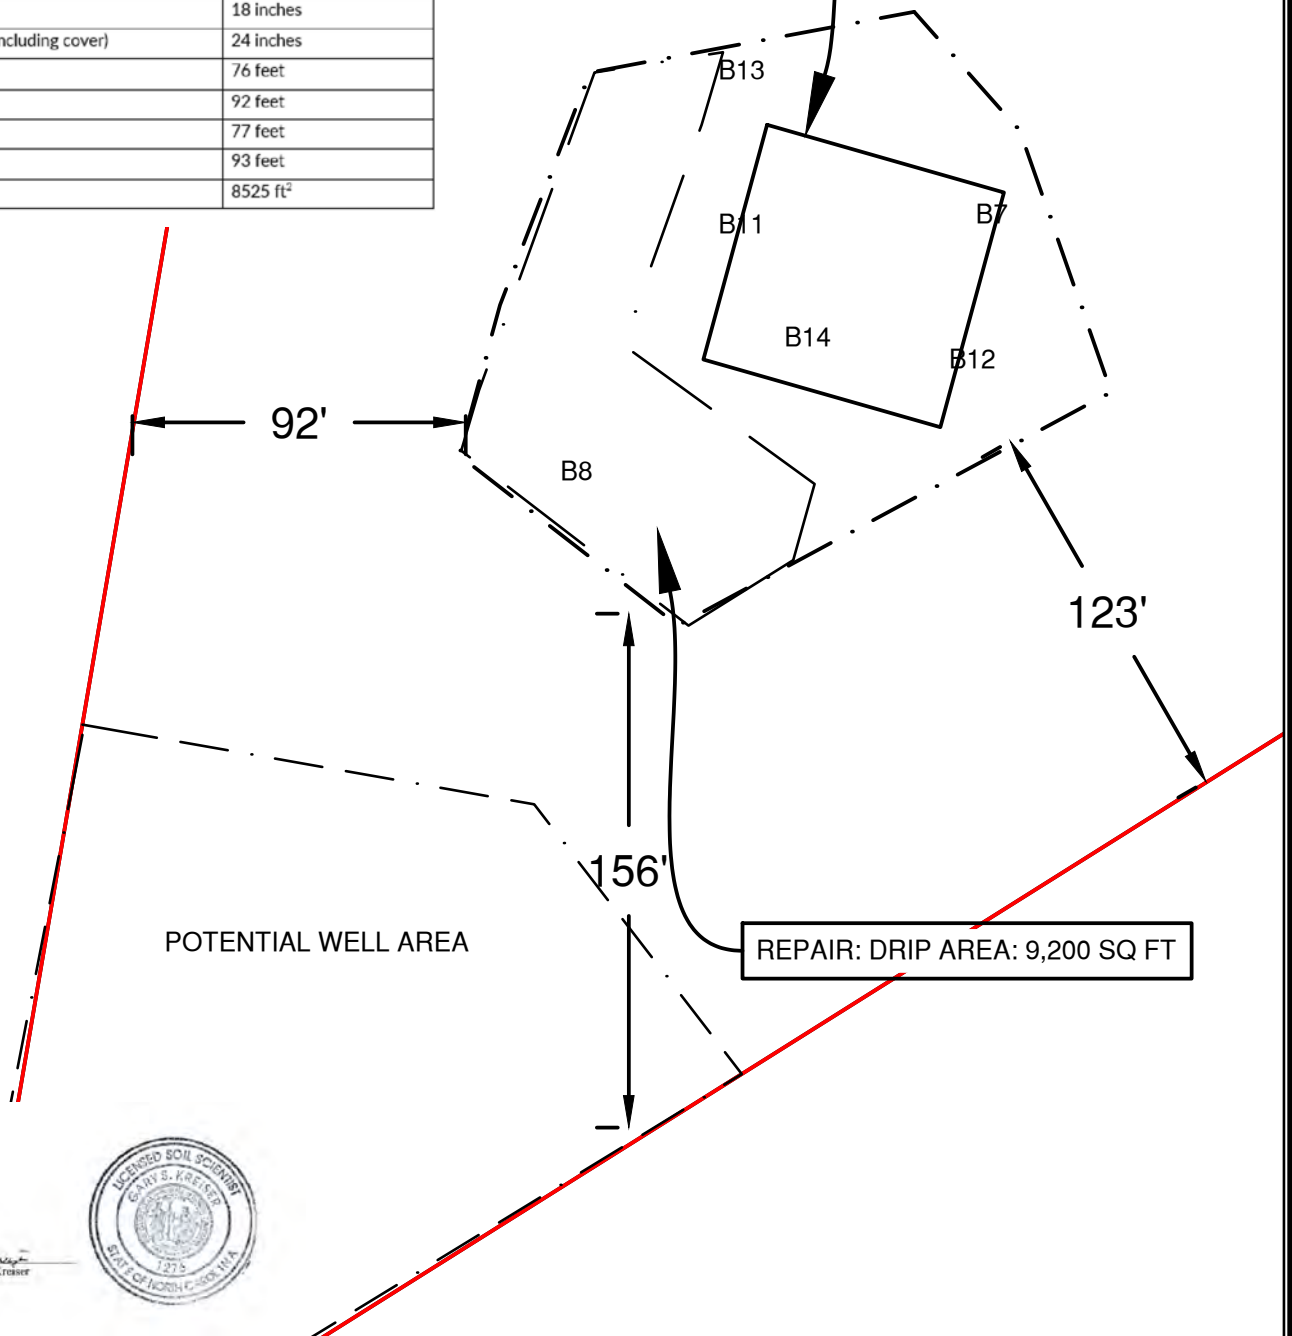 18 inches
ncluding cover) 24 inches
76 feet
92 feet
77 feet
93 feet
8525 ft²
B13
B11
B7
B14
B12
92'
B8
123'
156'
POTENTIAL WELL AREA
REPAIR: DRIP AREA: 9,200 SQ FT
LICENSED SOIL SCIENTIST
GARY S. KREISER
1276
STATE OF NORTH CAROLINA
Kreiser